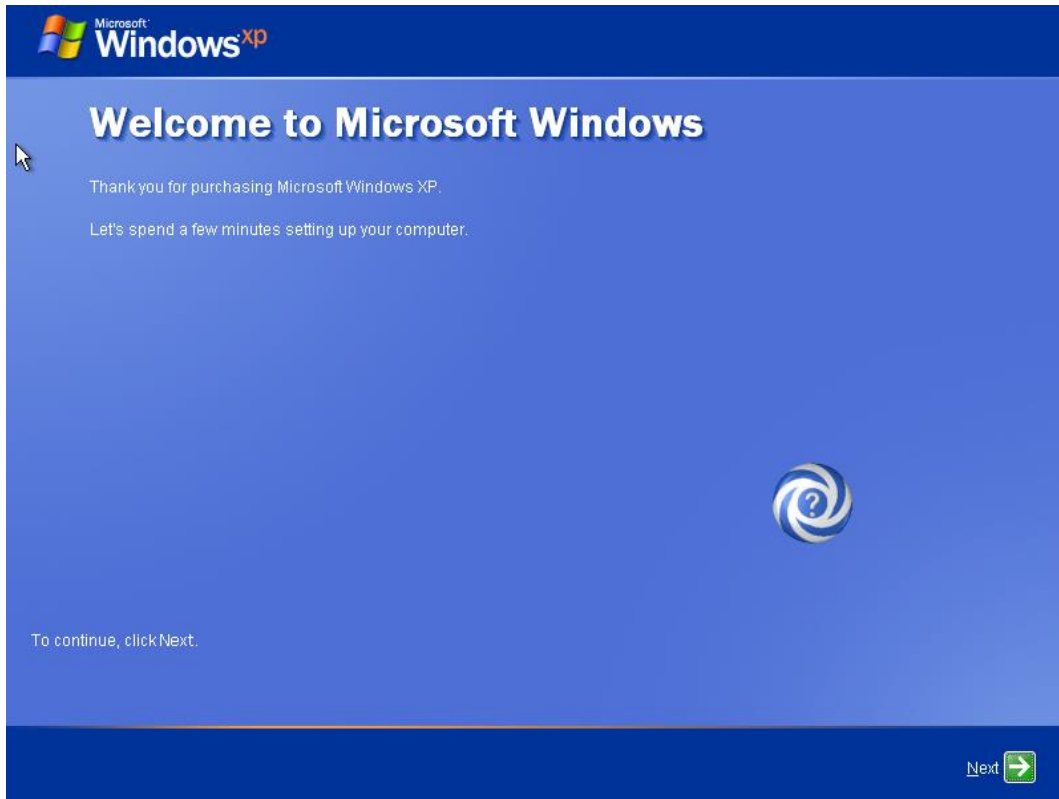 Microsoft
Windows xp
Welcome to Microsoft Windows
Thank you for purchasing Microsoft Windows XP.
Let's spend a few minutes setting up your computer.
?
To continue, click Next.
Next